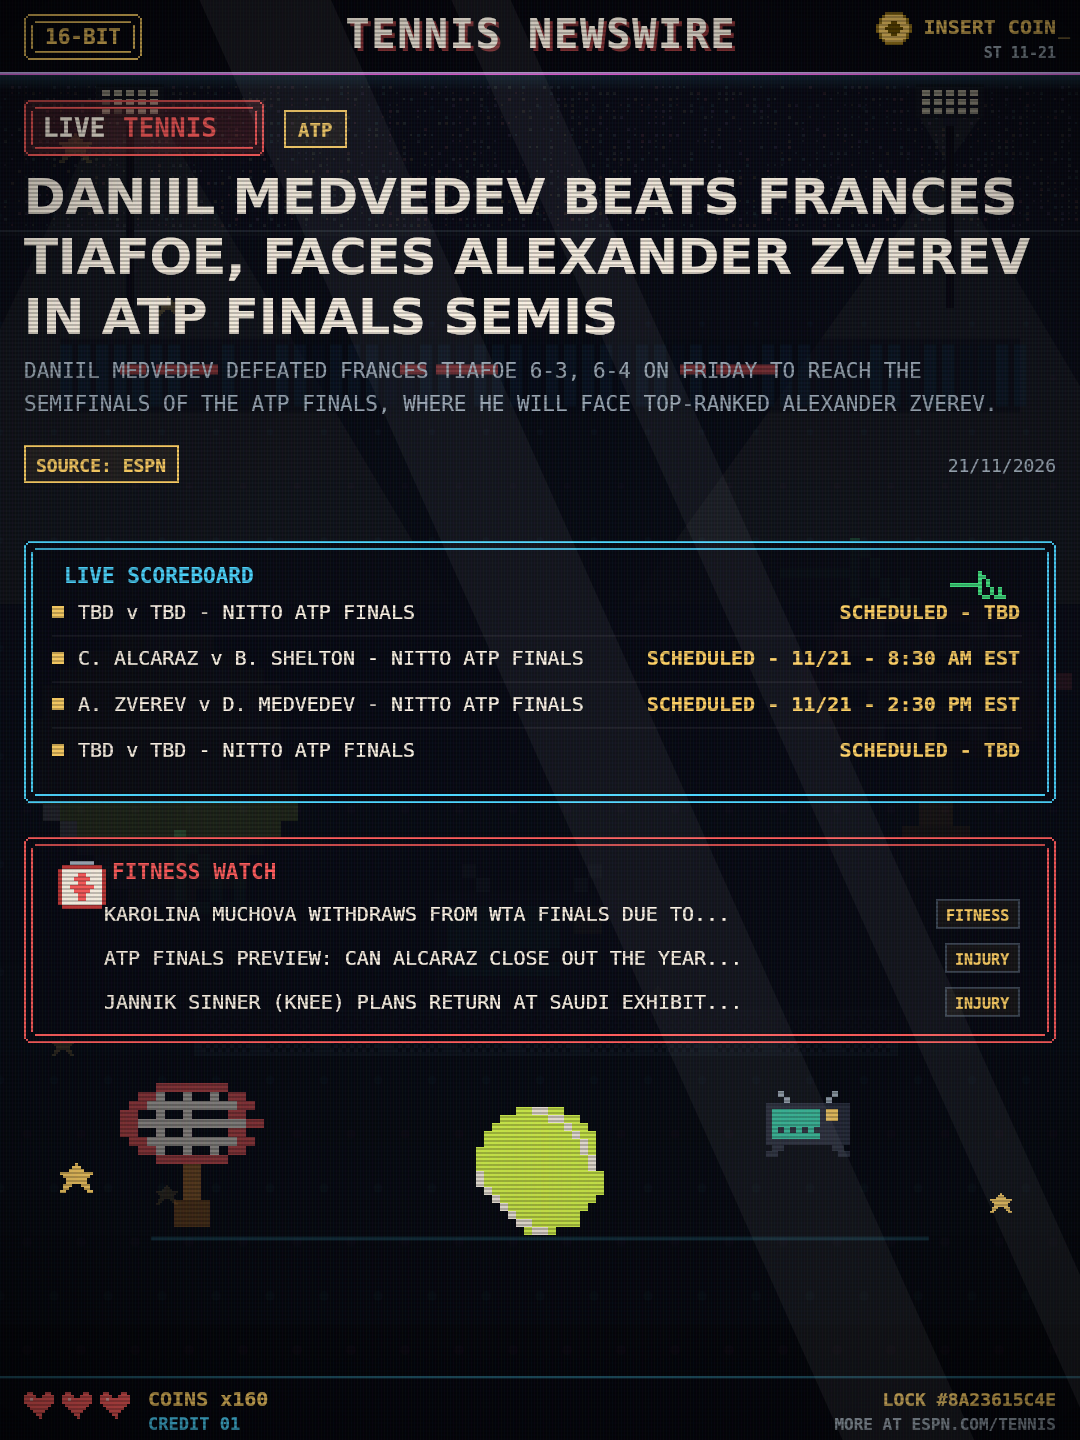 16-BIT
TENNIS NEWSWIRE
INSERT COIN_
ST 11-21
LIVE TENNIS
ATP
DANIIL MEDVEDEV BEATS FRANCES
TIAFOE, FACES ALEXANDER ZVEREV
IN ATP FINALS SEMIS
DANIIL MEDVEDEV DEFEATED FRANCES TIAFOE 6-3, 6-4 ON FRIDAY TO REACH THE
SEMIFINALS OF THE ATP FINALS, WHERE HE WILL FACE TOP-RANKED ALEXANDER ZVEREV.
SOURCE: ESPN
21/11/2026
LIVE SCOREBOARD
TBD v TBD - NITTO ATP FINALS SCHEDULED - TBD
C. ALCARAZ v B. SHELTON - NITTO ATP FINALS SCHEDULED - 11/21 - 8:30 AM EST
A. ZVEREV v D. MEDVEDEV - NITTO ATP FINALS SCHEDULED - 11/21 - 2:30 PM EST
TBD v TBD - NITTO ATP FINALS SCHEDULED - TBD
FITNESS WATCH
KAROLINA MUCHOVA WITHDRAWS FROM WTA FINALS DUE TO... FITNESS
ATP FINALS PREVIEW: CAN ALCARAZ CLOSE OUT THE YEAR... INJURY
JANNIK SINNER (KNEE) PLANS RETURN AT SAUDI EXHIBIT... INJURY
COINS x160
CREDIT 01
LOCK #8A23615C4E
MORE AT ESPN.COM/TENNIS